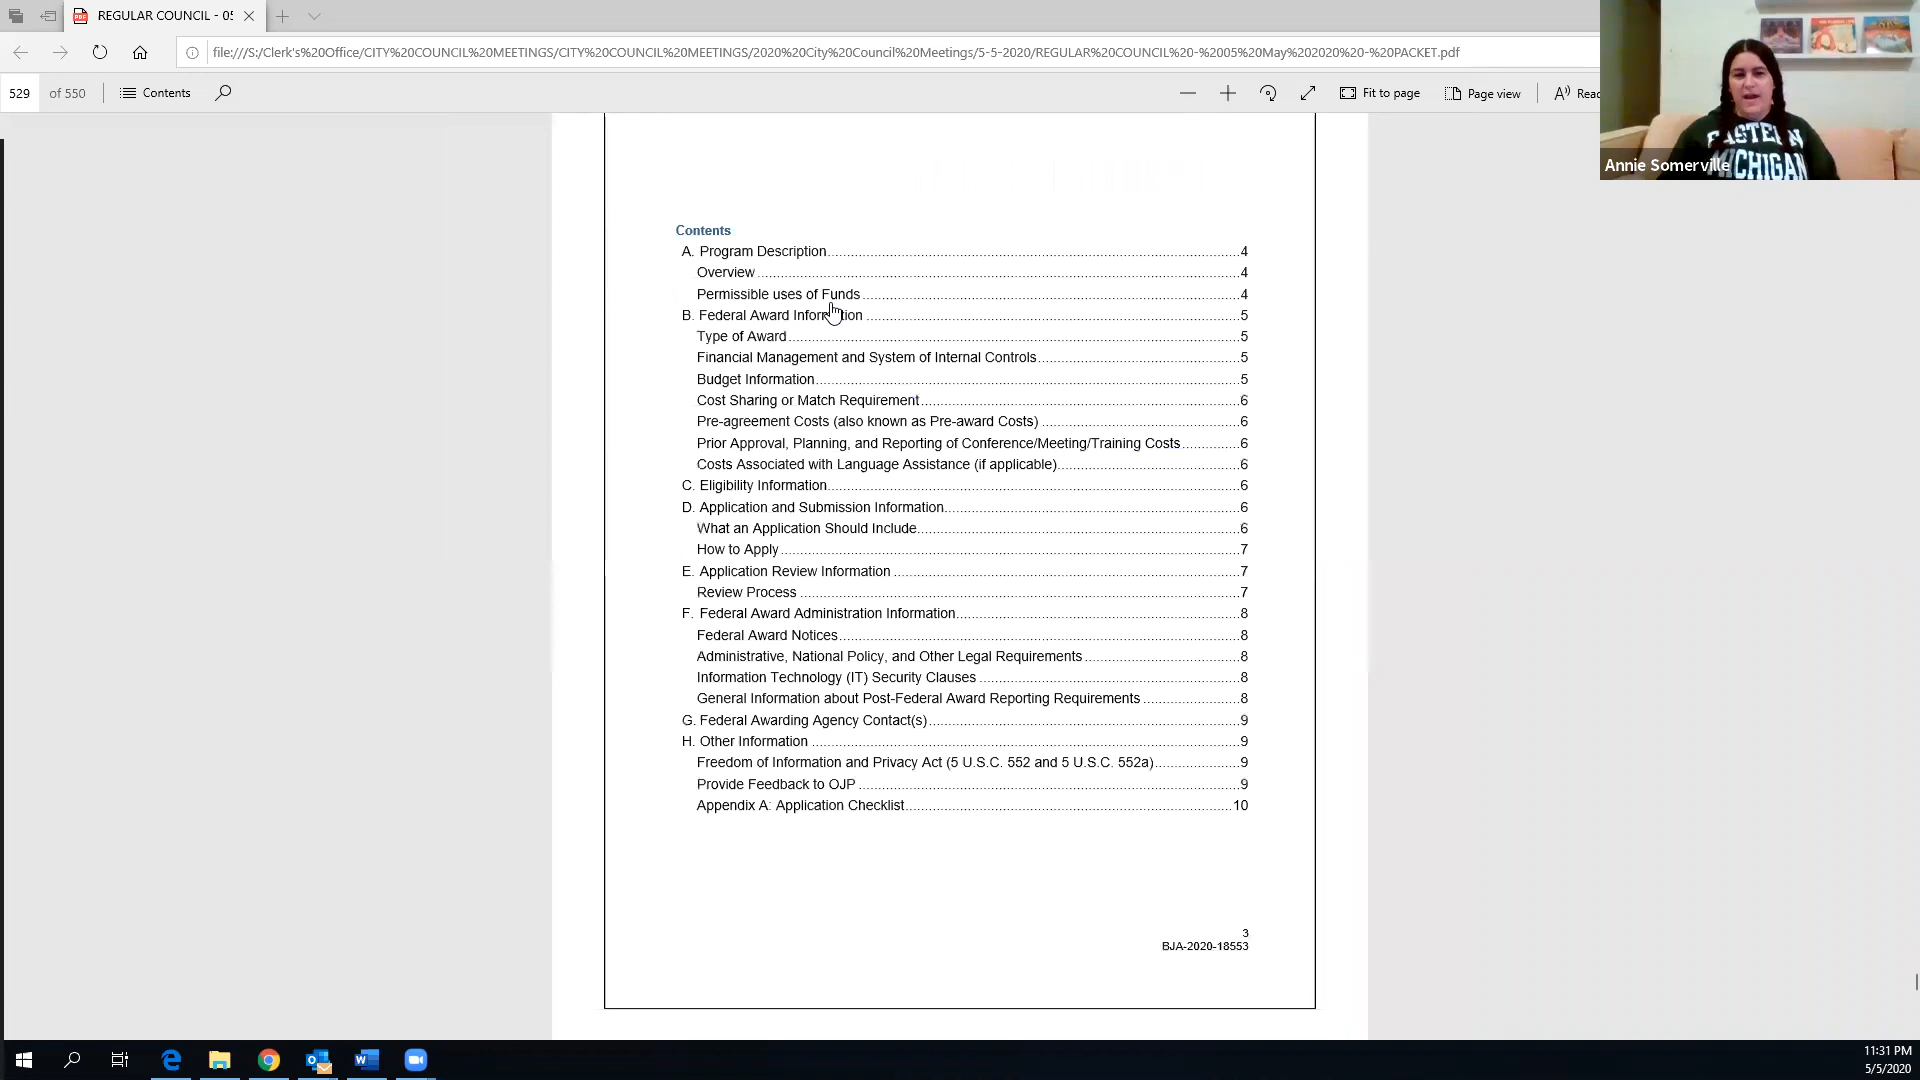 REGULAR COUNCIL - 05
file:///S:/Clerk's%20Office/CITY%20COUNCIL%20MEETINGS/CITY%20COUNCIL%20MEETINGS/2020%20City%20Council%20Meetings/5-5-2020/REGULAR%20COUNCIL%20-%2005%20May%202020%20-%20PACKET.pdf
529 of 550 Contents Fit to page Page view Read
EASTERN
MICHIGAN
Annie Somerville
Contents
A. Program Description 4
Overview 4
Permissible uses of Funds 4
B. Federal Award Information 5
Type of Award 5
Financial Management and System of Internal Controls 5
Budget Information 5
Cost Sharing or Match Requirement 6
Pre-agreement Costs (also known as Pre-award Costs) 6
Prior Approval, Planning, and Reporting of Conference/Meeting/Training Costs 6
Costs Associated with Language Assistance (if applicable) 6
C. Eligibility Information 6
D. Application and Submission Information 6
What an Application Should Include 6
How to Apply 7
E. Application Review Information 7
Review Process 7
F. Federal Award Administration Information 8
Federal Award Notices 8
Administrative, National Policy, and Other Legal Requirements 8
Information Technology (IT) Security Clauses 8
General Information about Post-Federal Award Reporting Requirements 8
G. Federal Awarding Agency Contact(s) 9
H. Other Information 9
Freedom of Information and Privacy Act (5 U.S.C. 552 and 5 U.S.C. 552a) 9
Provide Feedback to OJP 9
Appendix A: Application Checklist 10
3
BJA-2020-18553
11:31 PM
5/5/2020